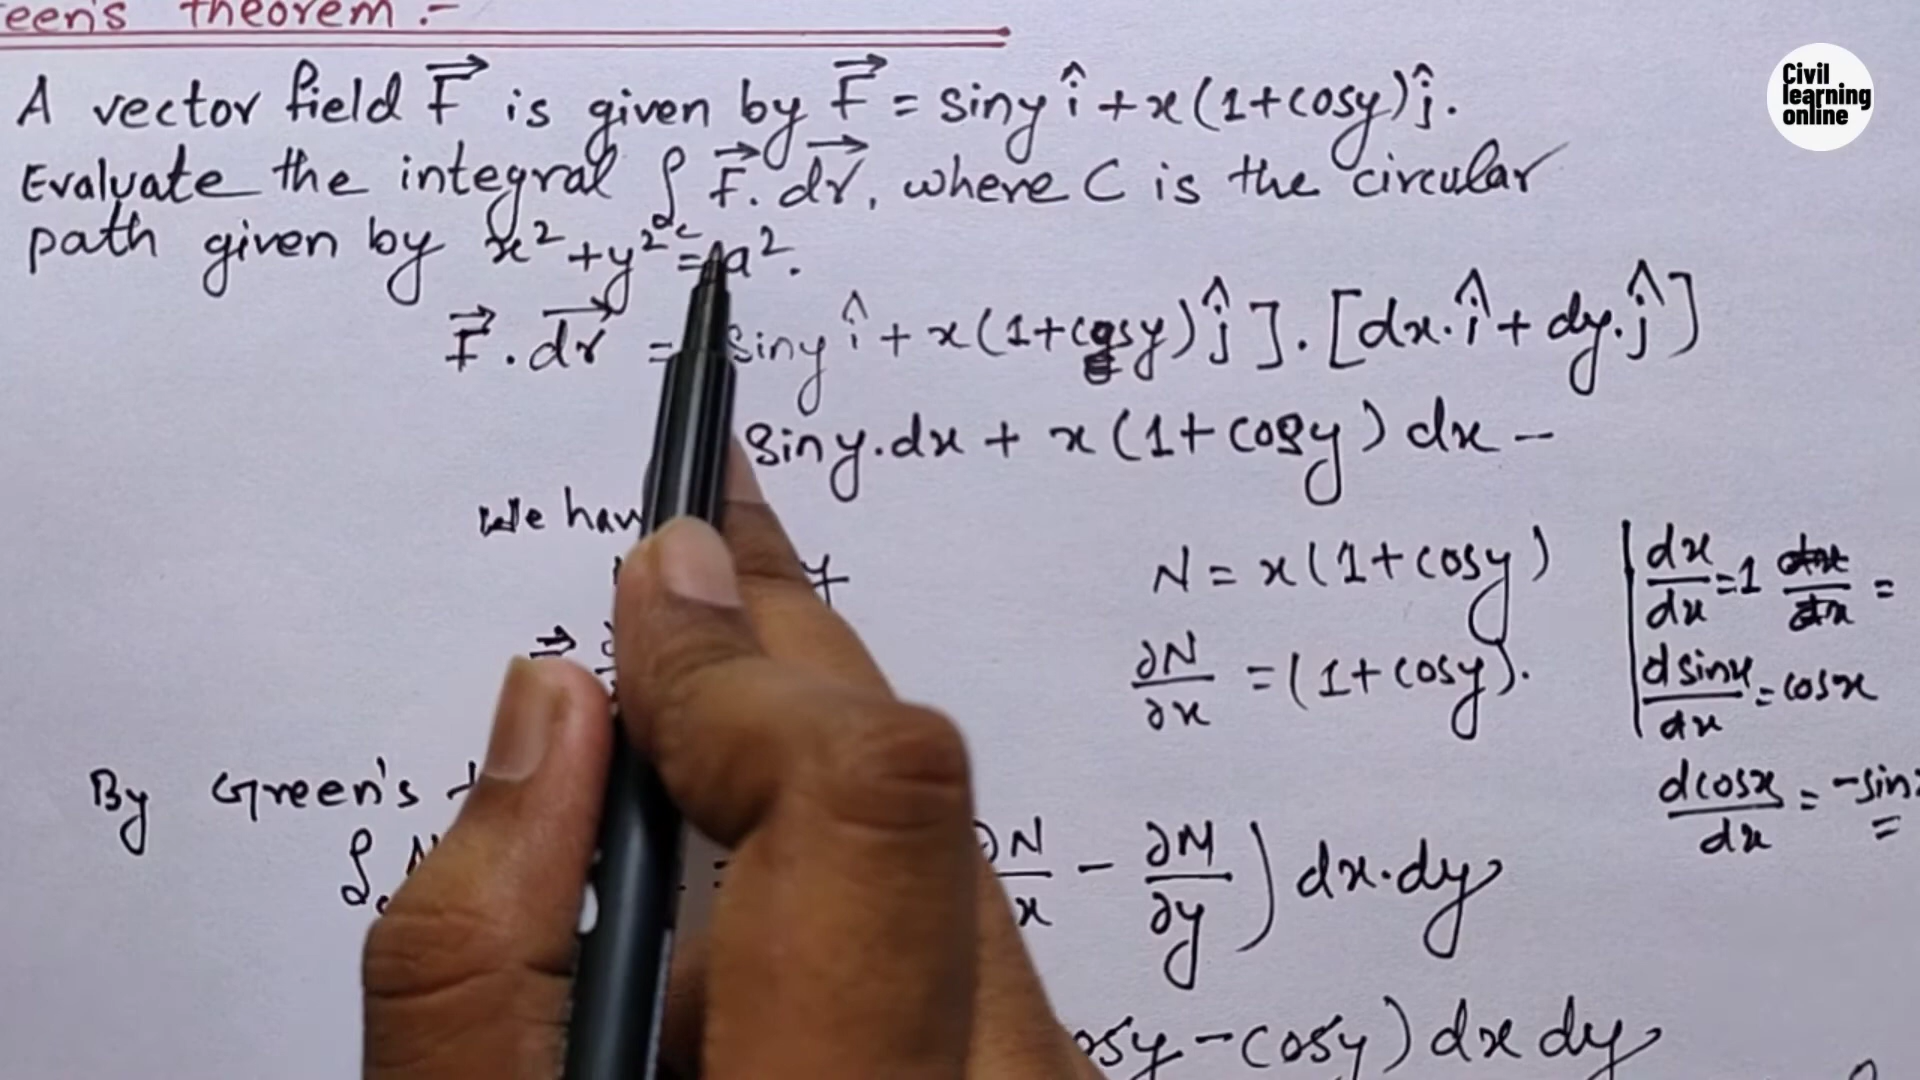 een's theorem :-
Civil learning online
A vector field F⃗ is given by F⃗ = siny î + x(1+cosy)ĵ.
Evaluate the integral ∫c F⃗. dr⃗, where C is the circular
path given by x² + y² = a².
F⃗ . dr⃗ = siny î + x(1+cosy)ĵ]. [dx.î + dy.ĵ]
siny.dx + x(1+cosy) dx -
We hav
y N = x(1+cosy) dx/dx = 1 =
⇒ ∂ ∂N/∂x = (1+cosy). dsinx/dx = cosx
dcosx/dx = -sin
By Green's t
∫c = ∂N/x - ∂M/∂y) dx.dy
osy - cosy) dx dy